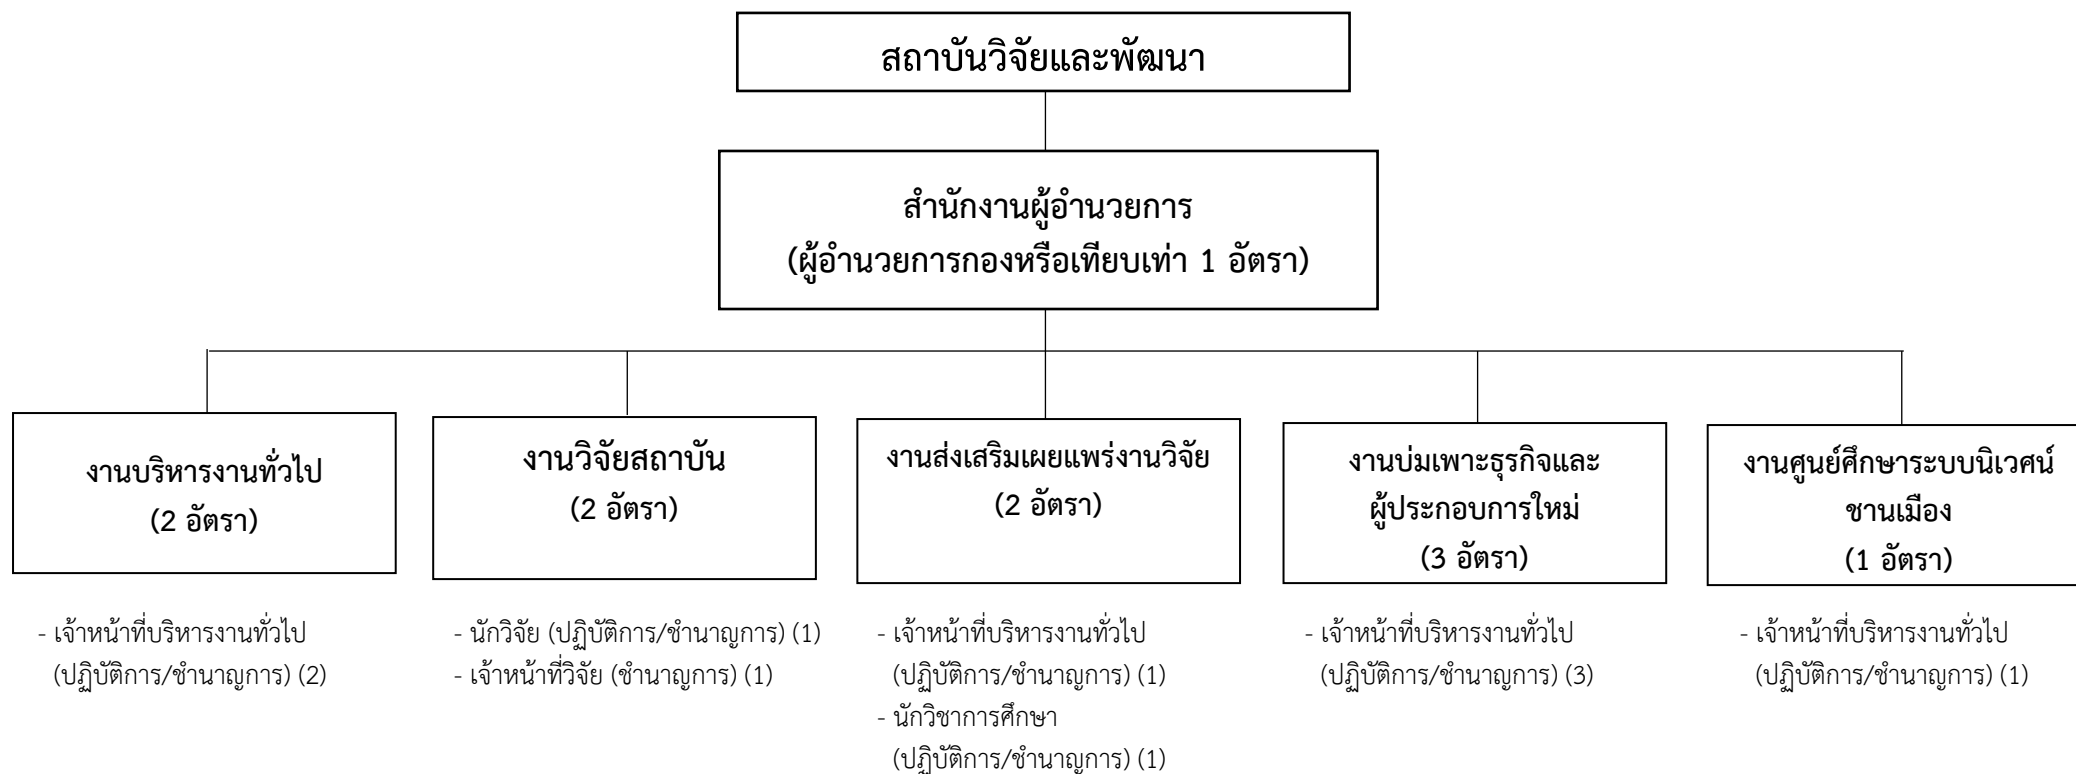 สถาบันวิจัยและพัฒนา
สำนักงานผู้อำนวยการ
(ผู้อำนวยการกองหรือเทียบเท่า 1 อัตรา)
งานบริหารงานทั่วไป
(2 อัตรา)
- เจ้าหน้าที่บริหารงานทั่วไป
(ปฏิบัติการ/ชำนาญการ) (2)
งานวิจัยสถาบัน
(2 อัตรา)
- นักวิจัย (ปฏิบัติการ/ชำนาญการ) (1)
- เจ้าหน้าที่วิจัย (ชำนาญการ) (1)
งานส่งเสริมเผยแพร่งานวิจัย
(2 อัตรา)
- เจ้าหน้าที่บริหารงานทั่วไป
(ปฏิบัติการ/ชำนาญการ) (1)
- นักวิชาการศึกษา
(ปฏิบัติการ/ชำนาญการ) (1)
งานบ่มเพาะธุรกิจและ
ผู้ประกอบการใหม่
(3 อัตรา)
- เจ้าหน้าที่บริหารงานทั่วไป
(ปฏิบัติการ/ชำนาญการ) (3)
งานศูนย์ศึกษาระบบนิเวศน์
ชานเมือง
(1 อัตรา)
- เจ้าหน้าที่บริหารงานทั่วไป
(ปฏิบัติการ/ชำนาญการ) (1)